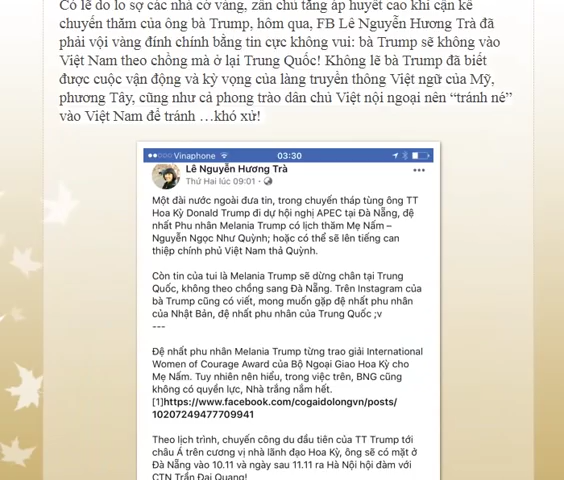 Có lẽ do lo sợ các nhà cờ vàng, zân chủ tăng áp huyết cao khi cận kề
chuyến thăm của ông bà Trump, hôm qua, FB Lê Nguyễn Hương Trà đã
phải vội vàng đính chính bằng tin cực không vui: bà Trump sẽ không vào
Việt Nam theo chồng mà ở lại Trung Quốc! Không lẽ bà Trump đã biết
được cuộc vận động và kỳ vọng của làng truyền thông Việt ngữ của Mỹ,
phương Tây, cũng như cả phong trào dân chủ Việt nội ngoại nên “tránh né”
vào Việt Nam để tránh …khó xử!
Vinaphone 03:30
Lê Nguyễn Hương Trà
Thứ Hai lúc 09:01
Một đài nước ngoài đưa tin, trong chuyến tháp tùng ông TT
Hoa Kỳ Donald Trump đi dự hội nghị APEC tại Đà Nẵng, đệ
nhất Phu nhân Melania Trump có lịch thăm Mẹ Nấm –
Nguyễn Ngọc Như Quỳnh; hoặc có thể sẽ lên tiếng can
thiệp chính phủ Việt Nam thả Quỳnh.
Còn tin của tui là Melania Trump sẽ dừng chân tại Trung
Quốc, không theo chồng sang Đà Nẵng. Trên Instagram của
bà Trump cũng có viết, mong muốn gặp đệ nhất phu nhân
của Nhật Bản, đệ nhất phu nhân của Trung Quốc ;v
---
Đệ nhất phu nhân Melania Trump từng trao giải International
Women of Courage Award của Bộ Ngoại Giao Hoa Kỳ cho
Mẹ Nấm. Tuy nhiên nên hiểu, trong việc trên, BNG cũng
không có quyền lực, Nhà trắng nắm hết.
[1]https://www.facebook.com/cogaidolongvn/posts/
10207249477709941
Theo lịch trình, chuyến công du đầu tiên của TT Trump tới
châu Á trên cương vị nhà lãnh đạo Hoa Kỳ, ông sẽ có mặt ở
Đà Nẵng vào 10.11 và ngày sau 11.11 ra Hà Nội hội đàm với
CTN Trần Đại Quang!